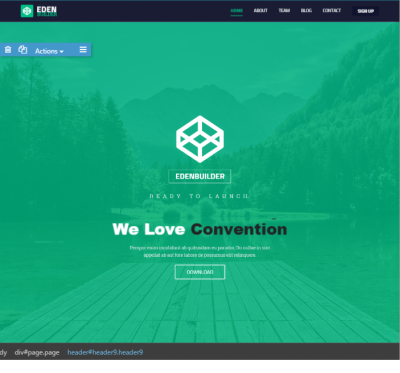 EDEN
BUILDER
HOME ABOUT TEAM BLOG CONTACT SIGN UP
Actions
EDENBUILDER
READY TO LAUNCH
We Love Convention
DOWNLOAD
dy div#page.page header#header9.header9